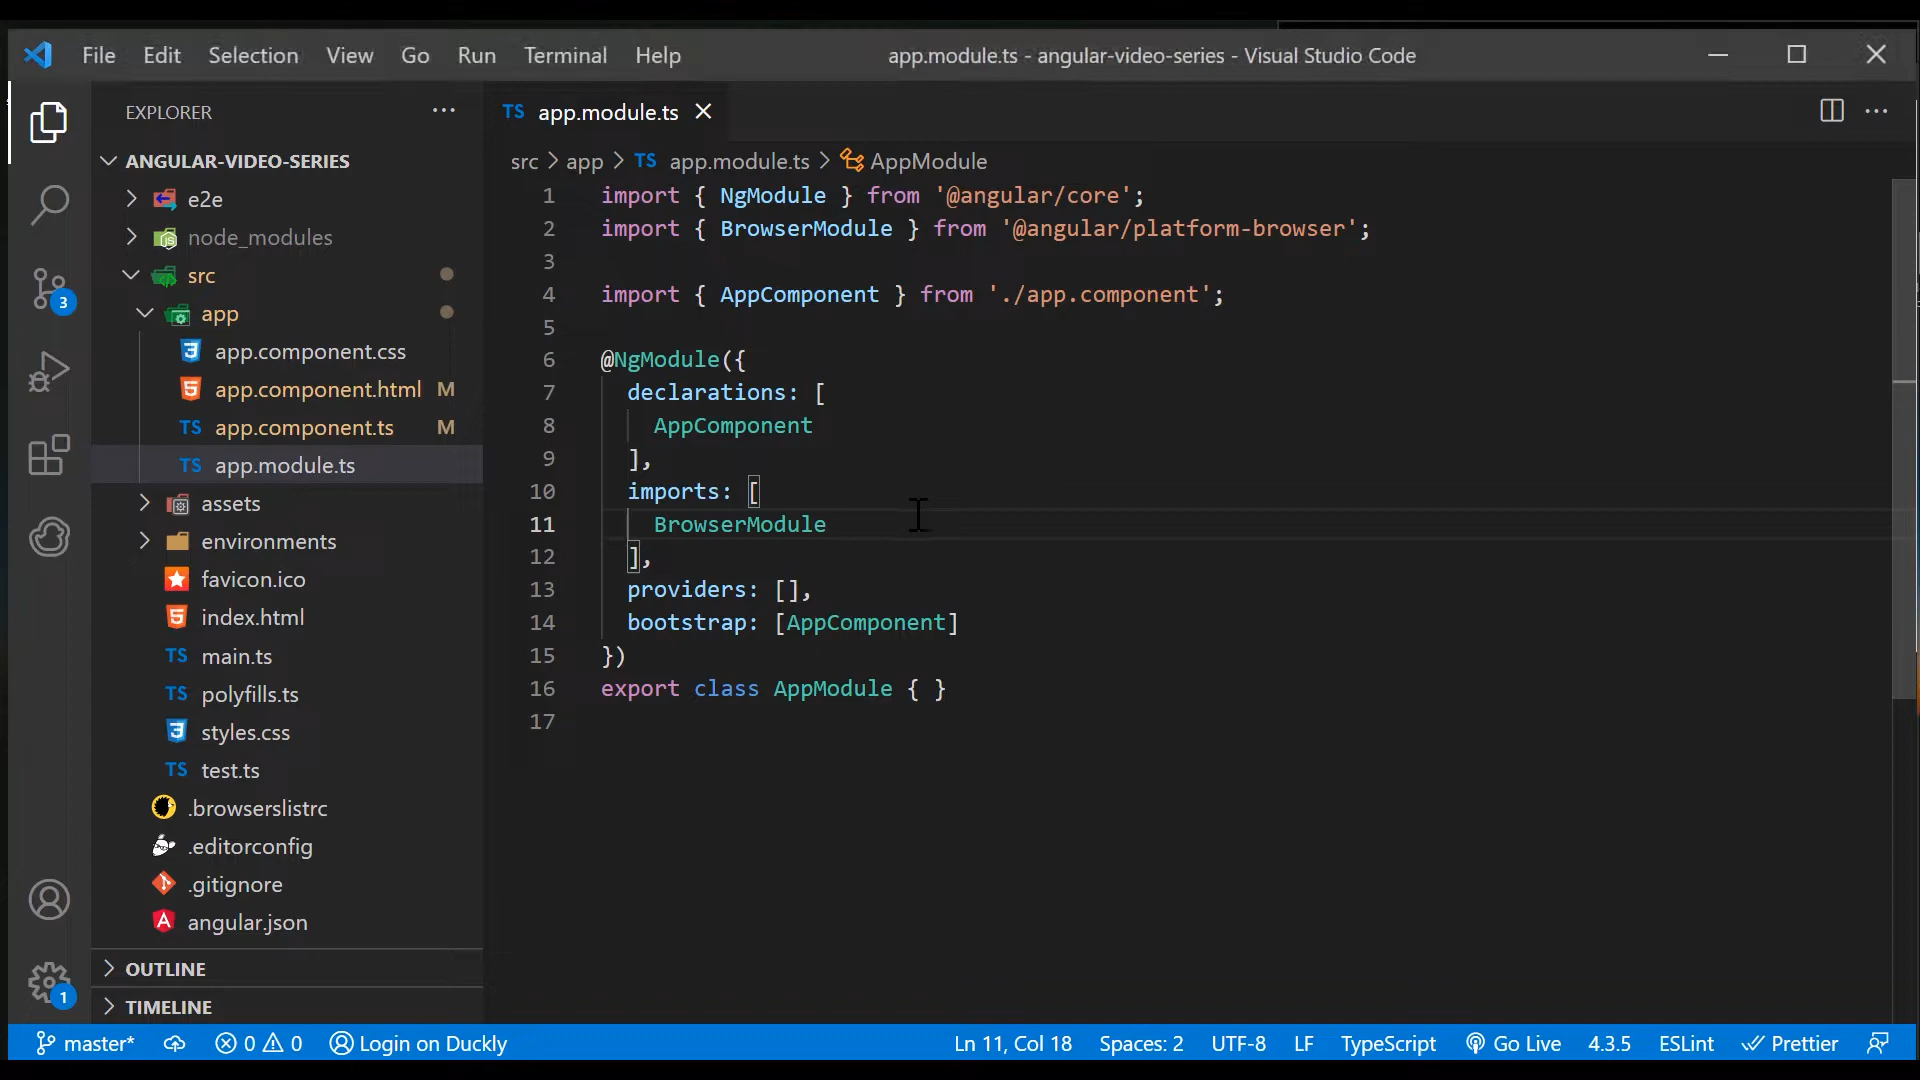 File Edit Selection View Go Run Terminal Help app.module.ts - angular-video-series - Visual Studio Code
EXPLORER
ANGULAR-VIDEO-SERIES
e2e
node_modules
src
app
app.component.css
app.component.html M
app.component.ts M
app.module.ts
assets
environments
favicon.ico
index.html
main.ts
polyfills.ts
styles.css
test.ts
.browserslistrc
.editorconfig
.gitignore
angular.json
OUTLINE
TIMELINE
3
1
TS app.module.ts
src > app > TS app.module.ts > AppModule
1 import { NgModule } from '@angular/core';
2 import { BrowserModule } from '@angular/platform-browser';
3
4 import { AppComponent } from './app.component';
5
6 @NgModule({
7 declarations: [
8 AppComponent
9 ],
10 imports: [
11 BrowserModule
12 ],
13 providers: [],
14 bootstrap: [AppComponent]
15 })
16 export class AppModule { }
17
master* 0 0 Login on Duckly Ln 11, Col 18 Spaces: 2 UTF-8 LF TypeScript Go Live 4.3.5 ESLint Prettier